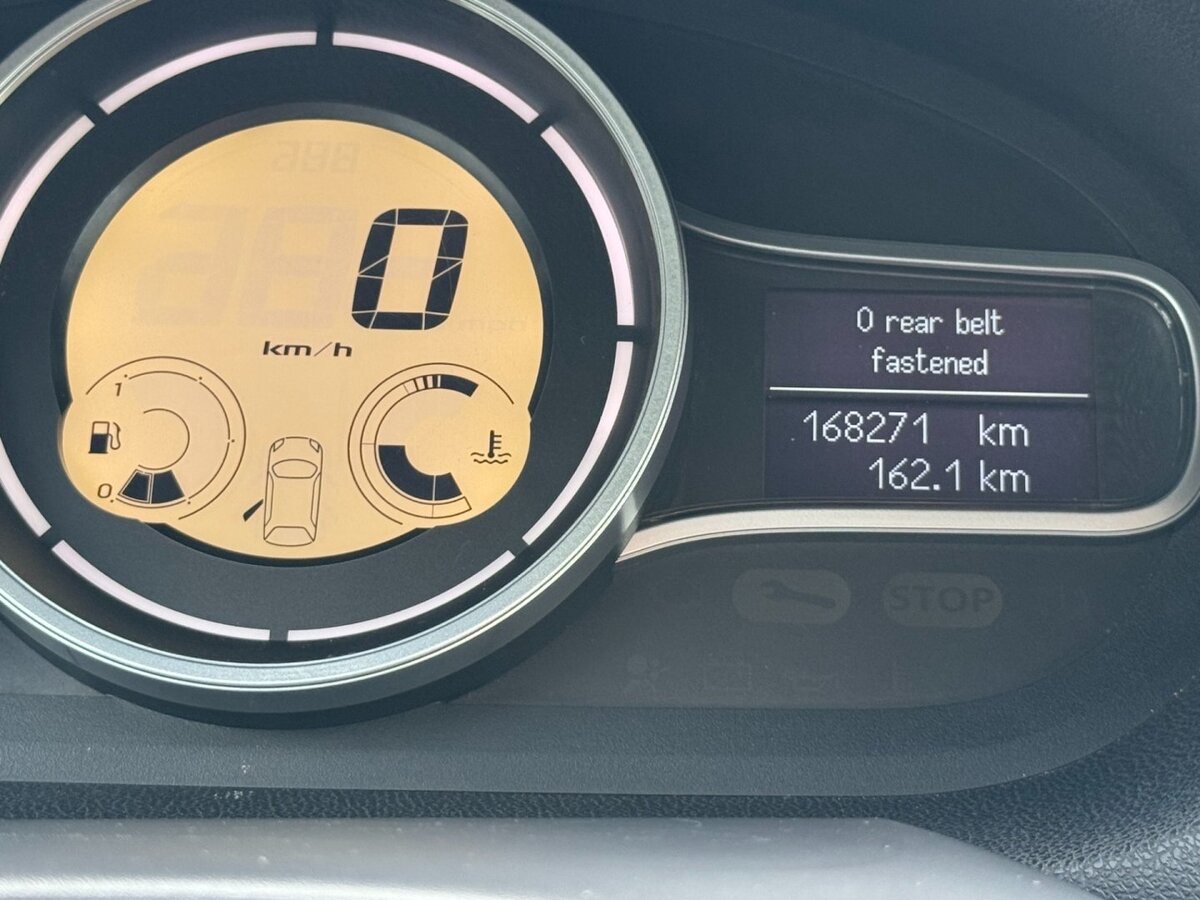 0
km/h
1
0
0 rear belt
fastened
168271 km
162.1 km
STOP